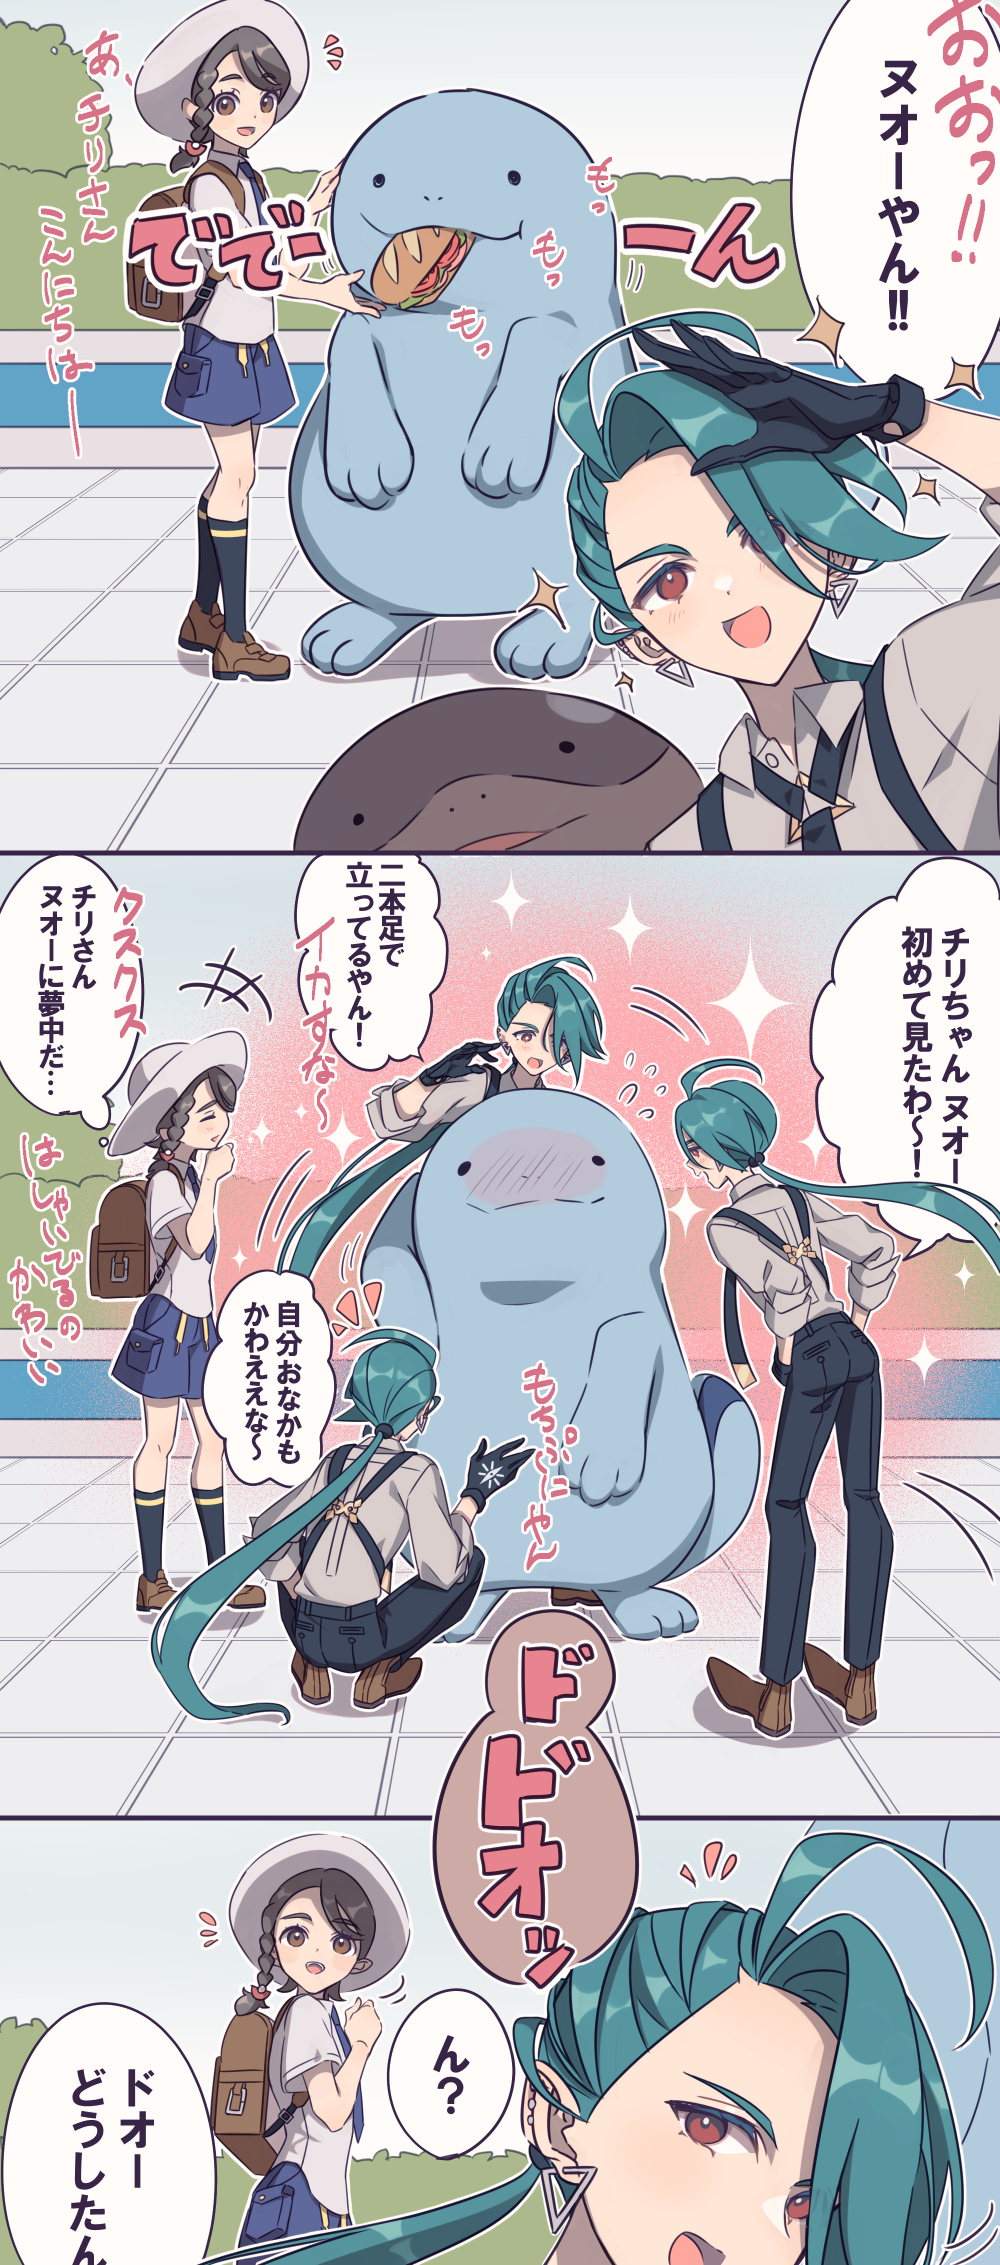 おおっ!!
ヌオーやん!!
あ、チリさん
こんにちはー
ででーーん
もっ
もっ
もっ
チリちゃん ヌオー
初めて見たわ〜!
二本足で
立ってるやん!
イカすな〜
クスクス
チリさん
ヌオーに夢中だ…
はしゃいでるの
かわいい
自分おなかも
かわええな〜
もちぷーにゃん
ドドオッ
ん?
ドオー
どうしたん